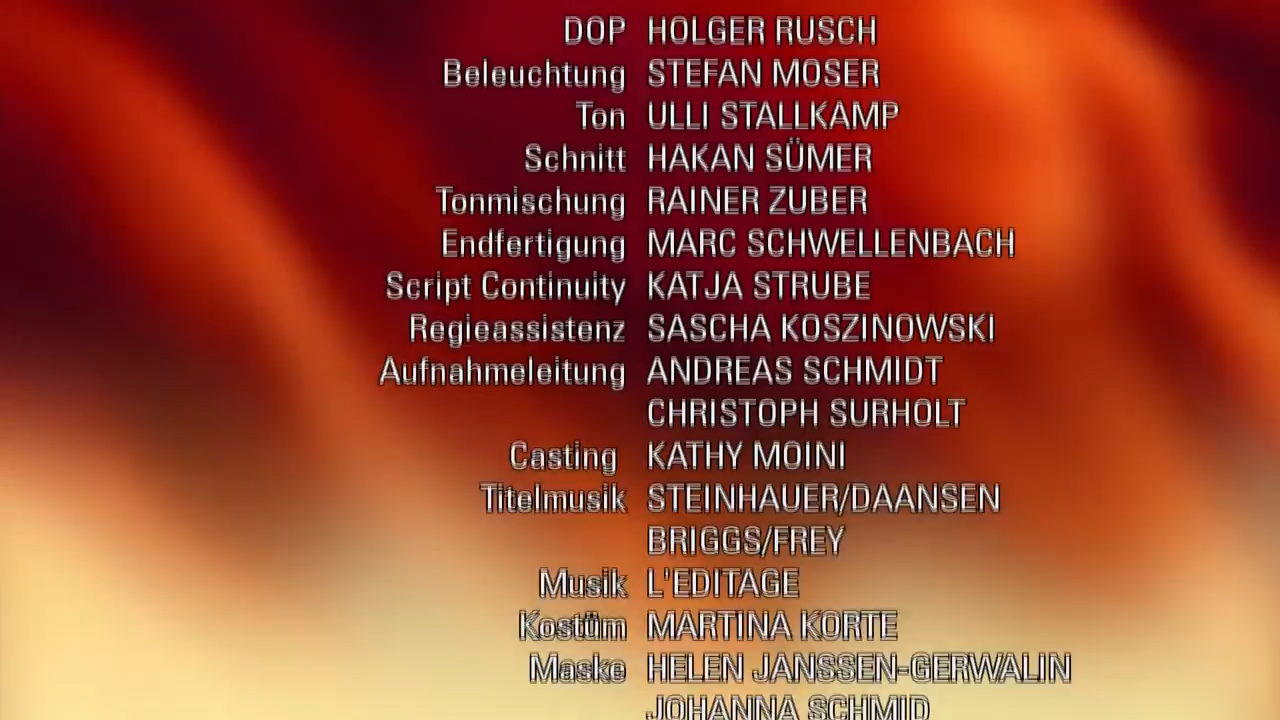 DOP HOLGER RUSCH
Beleuchtung STEFAN MOSER
Ton ULLI STALLKAMP
Schnitt HAKAN SÜMER
Tonmischung RAINER ZUBER
Endfertigung MARC SCHWELLENBACH
Script Continuity KATJA STRUBE
Regieassistenz SASCHA KOSZINOWSKI
Aufnahmeleitung ANDREAS SCHMIDT
CHRISTOPH SURHOLT
Casting KATHY MOINI
Titelmusik STEINHAUER/DAANSEN
BRIGGS/FREY
Musik L'EDITAGE
Kostüm MARTINA KORTE
Maske HELEN JANSSEN-GERWALIN
JOHANNA SCHMID